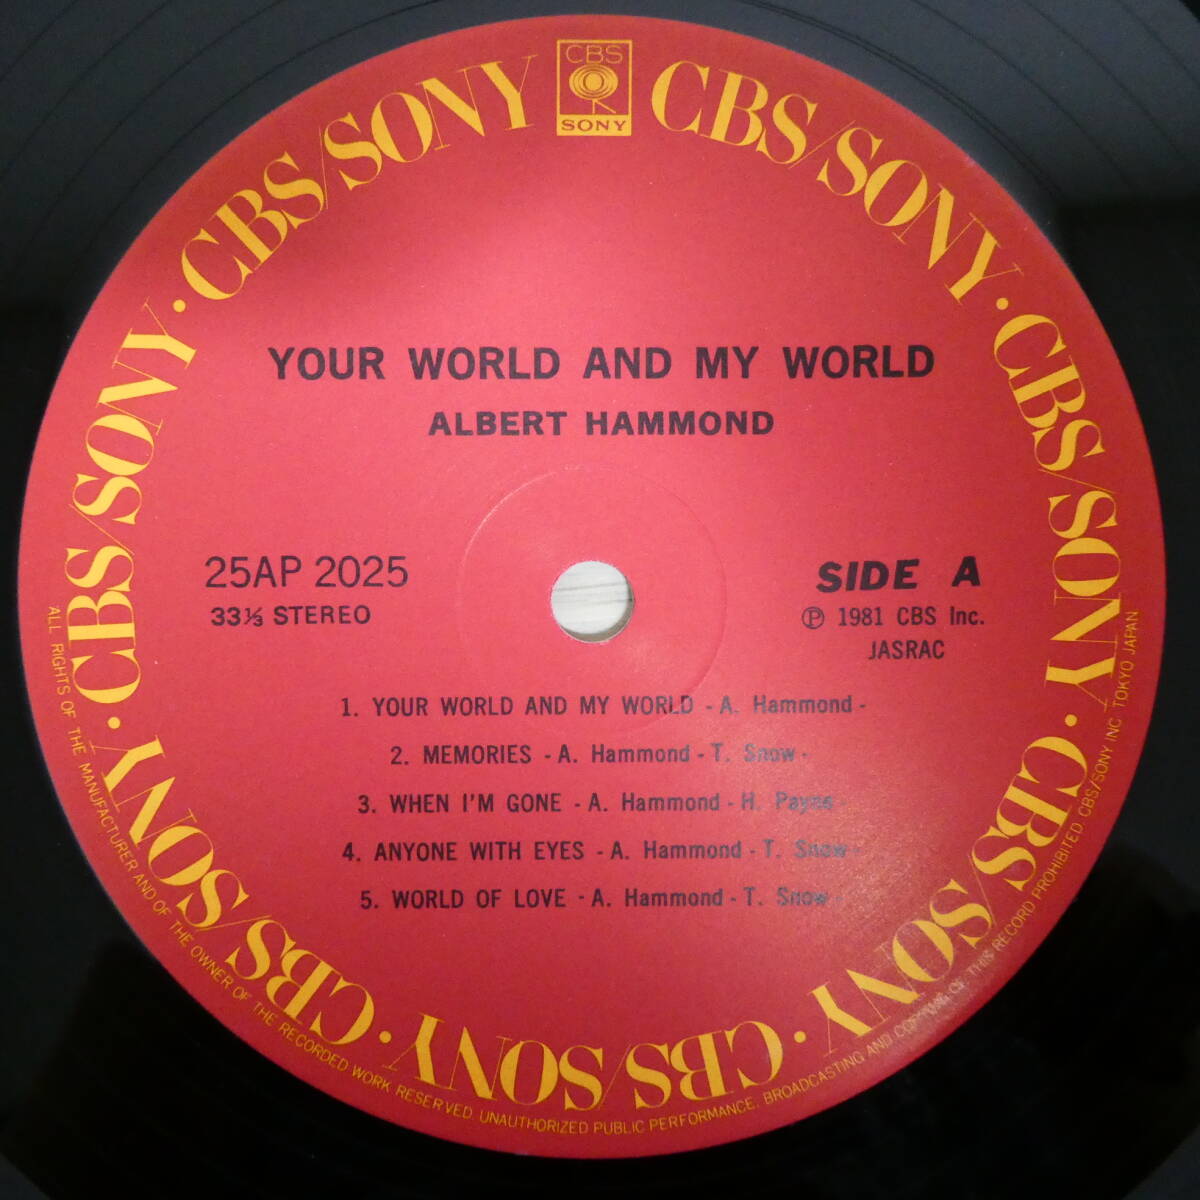 CBS
SONY
CBS/SONY · CBS/SONY · CBS/SONY · CBS/SONY · CBS/SONY · CBS/SONY · CBS/SONY · CBS/SONY
YOUR WORLD AND MY WORLD
ALBERT HAMMOND
25AP 2025
33⅓ STEREO
SIDE A
Ⓟ 1981 CBS Inc.
JASRAC
1. YOUR WORLD AND MY WORLD - A. Hammond -
2. MEMORIES - A. Hammond - T. Snow -
3. WHEN I'M GONE - A. Hammond - H. Payne -
4. ANYONE WITH EYES - A. Hammond - T. Snow -
5. WORLD OF LOVE - A. Hammond - T. Snow -
ALL RIGHTS OF THE MANUFACTURER AND OF THE OWNER OF THE RECORDED WORK RESERVED. UNAUTHORIZED PUBLIC PERFORMANCE, BROADCASTING AND COPYING OF THIS RECORD PROHIBITED CBS/SONY INC TOKYO JAPAN